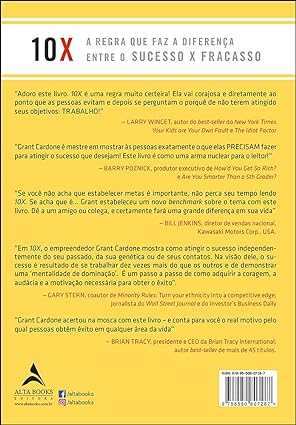 10X
A REGRA QUE FAZ A DIFERENÇA
ENTRE O SUCESSO X FRACASSO
"Adoro este livro. 10X é uma regra muito certeira! Ela vai corajosa e diretamente ao
ponto que as pessoas evitam e depois se perguntam o porquê de não terem atingido
seus objetivos: TRABALHO!"
– LARRY WINGET, autor do best-seller do New York Times
Your Kids are your Own Fault e The Idiot Factor
"Grant Cardone é mestre em mostrar às pessoas exatamente o que elas PRECISAM fazer
para atingir o sucesso que desejam! Este livro é como uma arma nuclear para o leitor!"
– BARRY POZNICK, produtor executivo de How'd You Get So Rich?
e Are You Smarter Than a 5th Grader?
"Se você não acha que estabelecer metas é importante, não perca seu tempo lendo
10X. Se acha que é... Grant estabeleceu um novo benchmark sobre o tema com este
livro. Dê a um amigo ou colega, e certamente fará uma grande diferença em sua vida"
– BILL JENKINS, diretor de vendas nacional,
Kawasaki Motors Corp., USA.
"Em 10X, o empreendedor Grant Cardone mostra como atingir o sucesso independente-
mente do seu passado, da sua genética ou de seus contatos. Na visão dele, o su-
cesso é resultado de se trabalhar dez vezes mais do que os outros e de demonstrar
uma 'mentalidade de dominação'. É um passo a passo de como adquirir a coragem, a
audácia e a motivação necessária para obter o êxito".
– GARY STERN, coautor de Minority Rules: Turn your ethnicity into a competitive edge;
jornalista do Wall Street Journal e do Investor's Business Daily
"Grant Cardone acertou na mosca com este livro – e conta para você o real motivo pelo
qual pessoas obtêm êxito em qualquer área da vida"
– BRIAN TRACY, presidente e CEO da Brian Tracy International;
autor best-seller de mais de 45 títulos.
ALTA BOOKS
EDITORA
www.altabooks.com.br
/altabooks
/altabooks